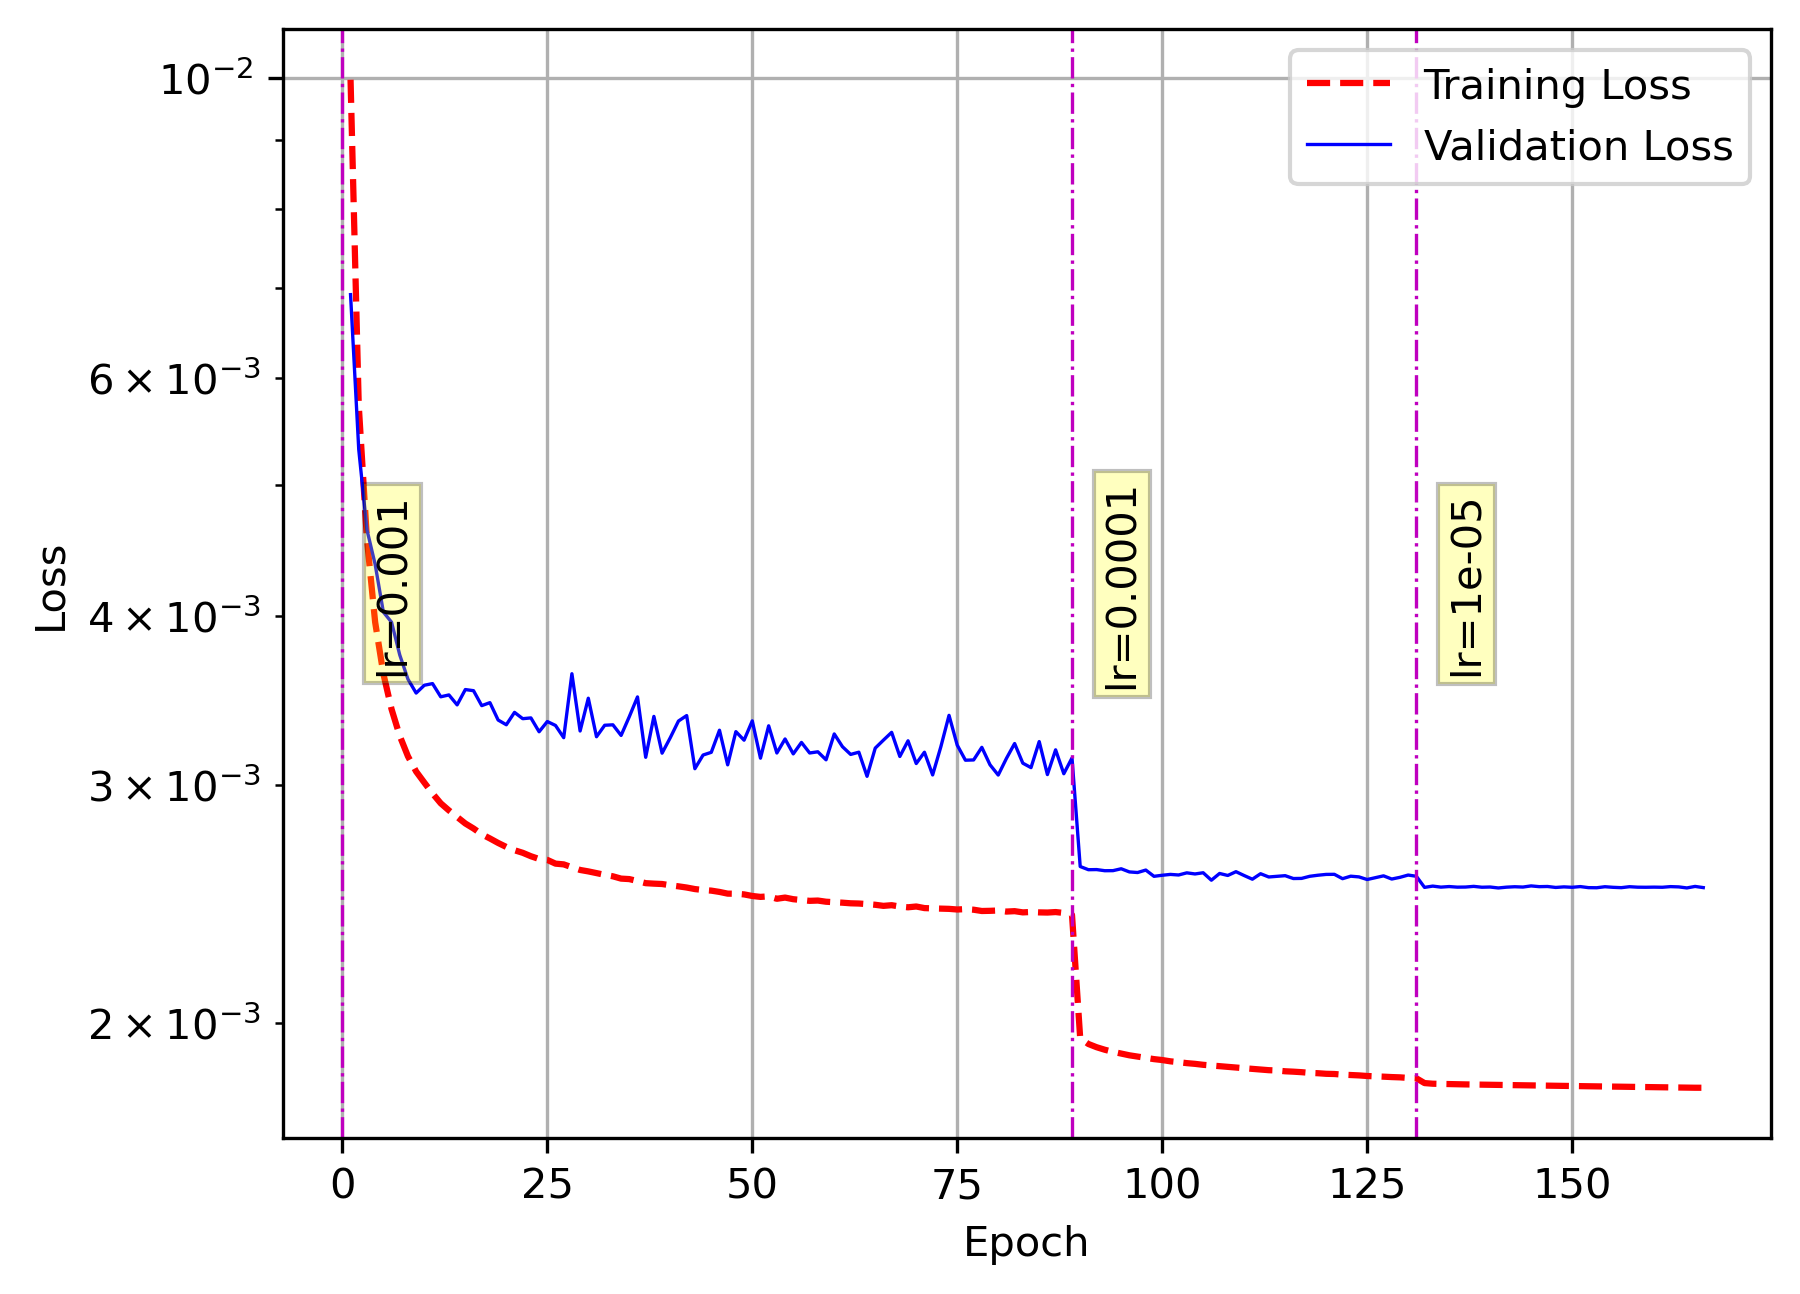 Training Loss
Validation Loss
10⁻²
6×10⁻³
4×10⁻³
3×10⁻³
2×10⁻³
Loss
lr=0.001
lr=0.0001
lr=1e-05
0 25 50 75 100 125 150
Epoch